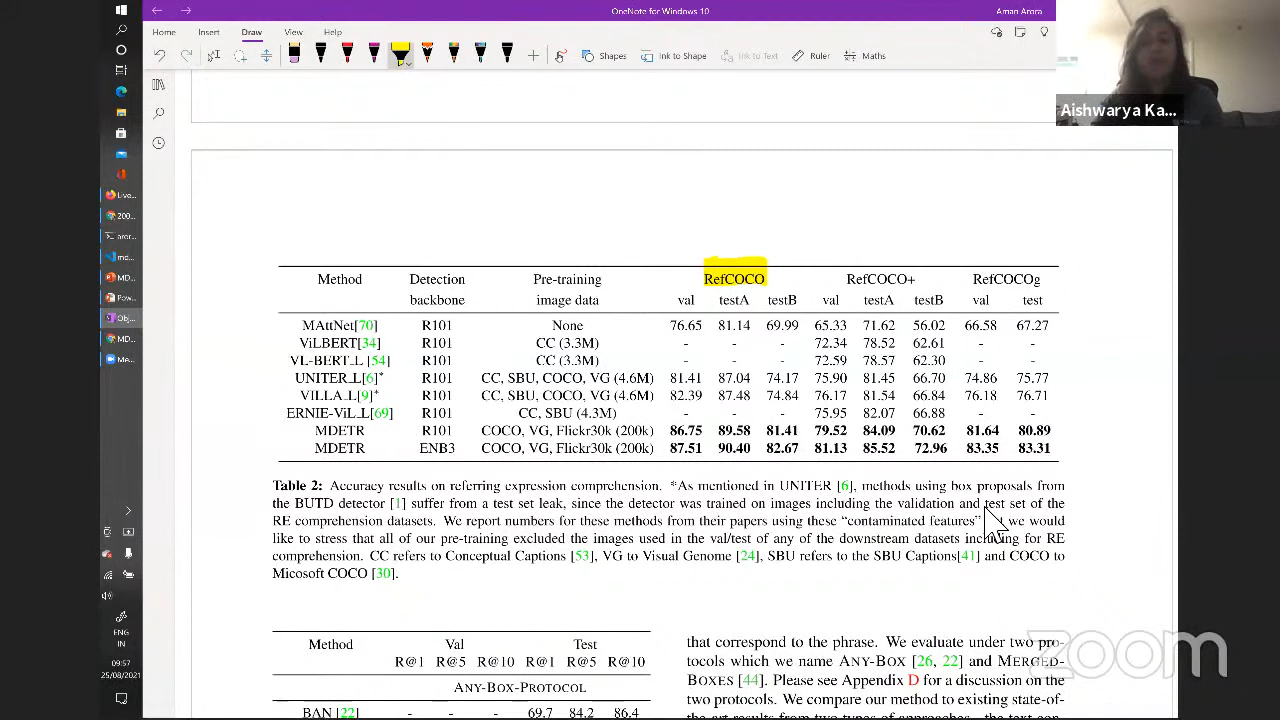 OneNote for Windows 10
Aman Arora
Home Insert Draw View Help
Shapes Ink to Shape Ink to Text Ruler Maths
Aishwarya Ka...
Live...
200...
md...
MD...
Pow...
Obj...
MD...
Me...
ENG
IN
09:57
25/08/2021
Method Detection backbone Pre-training image data RefCOCO RefCOCO+ RefCOCOg
val testA testB val testA testB val test
MAttNet[70] R101 None 76.65 81.14 69.99 65.33 71.62 56.02 66.58 67.27
ViLBERT[34] R101 CC (3.3M) - - - 72.34 78.52 62.61 - -
VL-BERT_L [54] R101 CC (3.3M) - - - 72.59 78.57 62.30 - -
UNITER_L[6]* R101 CC, SBU, COCO, VG (4.6M) 81.41 87.04 74.17 75.90 81.45 66.70 74.86 75.77
VILLA_L[9]* R101 CC, SBU, COCO, VG (4.6M) 82.39 87.48 74.84 76.17 81.54 66.84 76.18 76.71
ERNIE-ViL_L[69] R101 CC, SBU (4.3M) - - - 75.95 82.07 66.88 - -
MDETR R101 COCO, VG, Flickr30k (200k) 86.75 89.58 81.41 79.52 84.09 70.62 81.64 80.89
MDETR ENB3 COCO, VG, Flickr30k (200k) 87.51 90.40 82.67 81.13 85.52 72.96 83.35 83.31
Table 2: Accuracy results on referring expression comprehension. *As mentioned in UNITER [6], methods using box proposals from
the BUTD detector [1] suffer from a test set leak, since the detector was trained on images including the validation and test set of the
RE comprehension datasets. We report numbers for these methods from their papers using these “contaminated features” we would
like to stress that all of our pre-training excluded the images used in the val/test of any of the downstream datasets including for RE
comprehension. CC refers to Conceptual Captions [53], VG to Visual Genome [24], SBU refers to the SBU Captions[41] and COCO to
Micosoft COCO [30].
Method Val Test
R@1 R@5 R@10 R@1 R@5 R@10
ANY-BOX-PROTOCOL
BAN [22] - - - 69.7 84.2 86.4
that correspond to the phrase. We evaluate under two pro-
tocols which we name ANY-BOX [26, 22] and MERGED-
BOXES [44]. Please see Appendix D for a discussion on the
two protocols. We compare our method to existing state-of-
zoom